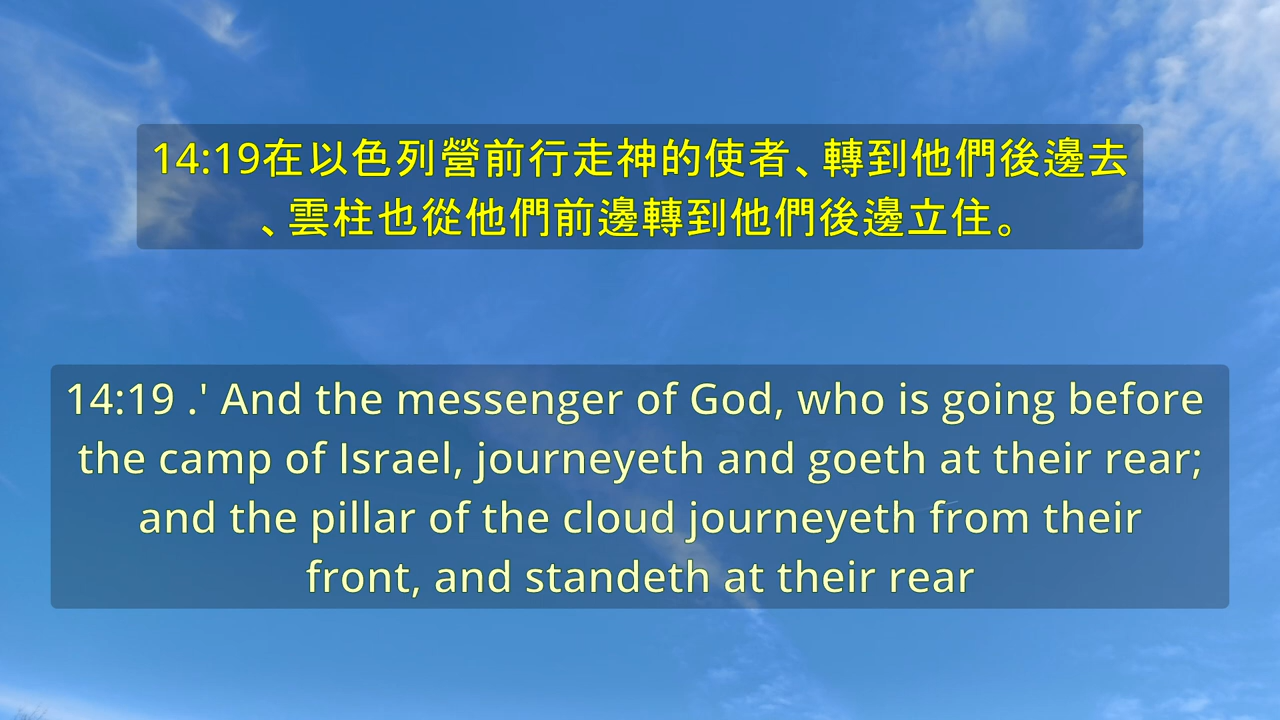 14:19在以色列營前行走神的使者、轉到他們後邊去
、雲柱也從他們前邊轉到他們後邊立住。
14:19 .' And the messenger of God, who is going before
the camp of Israel, journeyeth and goeth at their rear;
and the pillar of the cloud journeyeth from their
front, and standeth at their rear